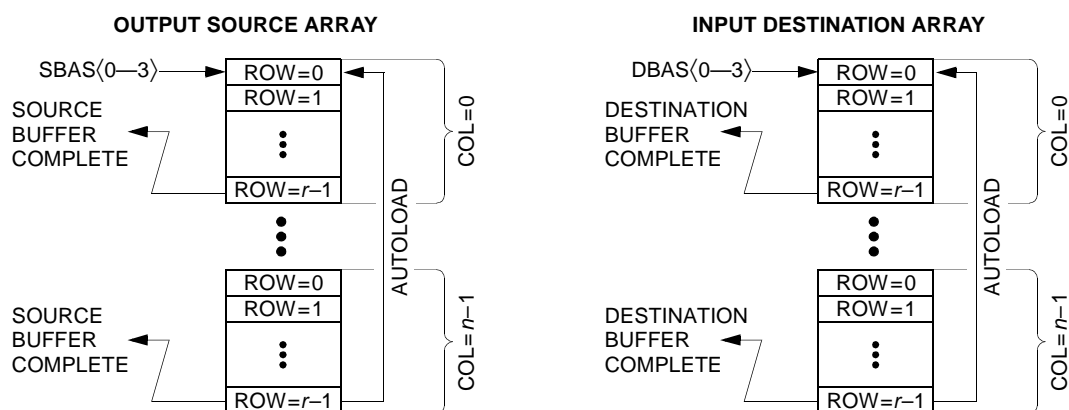 OUTPUT SOURCE ARRAY
SBAS⟨0—3⟩
ROW=0
ROW=1
SOURCE
BUFFER
COMPLETE
ROW=r–1
COL=0
AUTOLOAD
ROW=0
ROW=1
SOURCE
BUFFER
COMPLETE
ROW=r–1
COL=n–1
INPUT DESTINATION ARRAY
DBAS⟨0—3⟩
ROW=0
ROW=1
DESTINATION
BUFFER
COMPLETE
ROW=r–1
COL=0
AUTOLOAD
ROW=0
ROW=1
DESTINATION
BUFFER
COMPLETE
ROW=r–1
COL=n–1